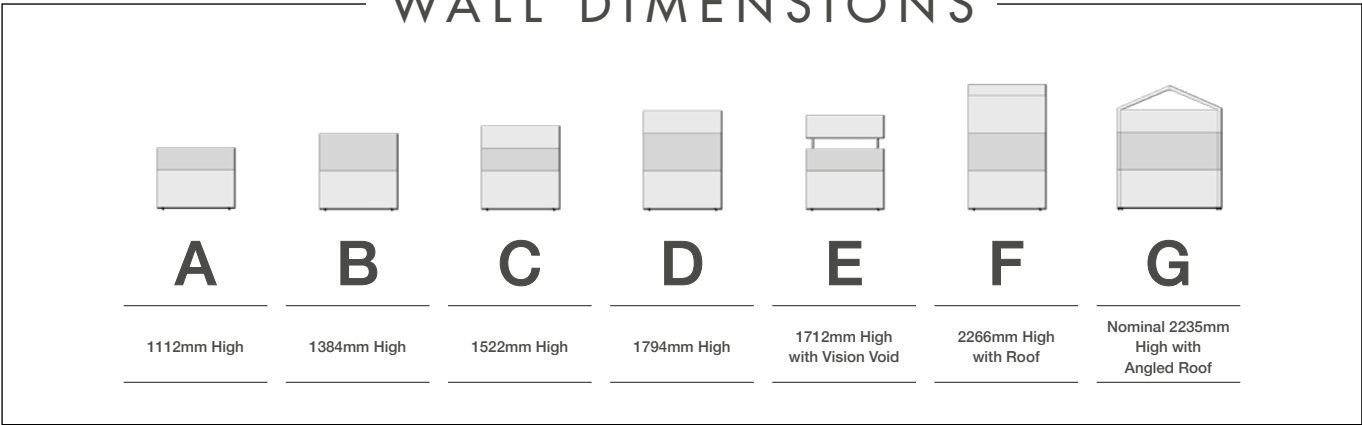 WALL DIMENSIONS
A
B
C
D
E
F
G
1112mm High
1384mm High
1522mm High
1794mm High
1712mm High
with Vision Void
2266mm High
with Roof
Nominal 2235mm
High with
Angled Roof